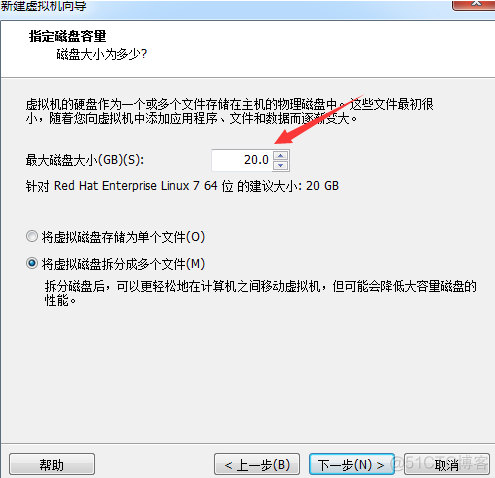 新建虚拟机向导
指定磁盘容量
磁盘大小为多少?
虚拟机的硬盘作为一个或多个文件存储在主机的物理磁盘中。这些文件最初很
小，随着您向虚拟机中添加应用程序、文件和数据而逐渐变大。
最大磁盘大小(GB)(S): 20.0
针对 Red Hat Enterprise Linux 7 64 位 的建议大小: 20 GB
将虚拟磁盘存储为单个文件(O)
将虚拟磁盘拆分成多个文件(M)
拆分磁盘后，可以更轻松地在计算机之间移动虚拟机，但可能会降低大容量磁盘的
性能。
帮助 < 上一步(B) 下一步(N) > 取消
@51CTO博客